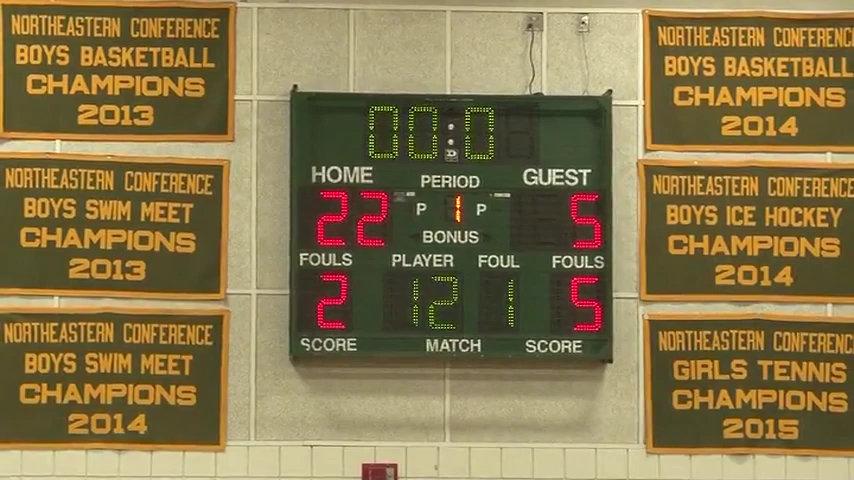 NORTHEASTERN CONFERENCE
BOYS BASKETBALL
CHAMPIONS
2013
NORTHEASTERN CONFERENCE
BOYS SWIM MEET
CHAMPIONS
2013
NORTHEASTERN CONFERENCE
BOYS SWIM MEET
CHAMPIONS
2014
00:0
HOME PERIOD GUEST
22 P 1 P 5
BONUS
FOULS PLAYER FOUL FOULS
2 12 1 5
SCORE MATCH SCORE
NORTHEASTERN CONFERENC
BOYS BASKETBALL
CHAMPIONS
2014
NORTHEASTERN CONFERENCE
BOYS ICE HOCKEY
CHAMPIONS
2014
NORTHEASTERN CONFERENC
GIRLS TENNIS
CHAMPIONS
2015